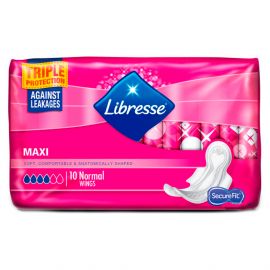 TRIPLE
PROTECTION
AGAINST
LEAKAGES
Libresse
MAXI
SOFT, COMFORTABLE & ANATOMICALLY SHAPED
10 Normal
WINGS
SecureFit